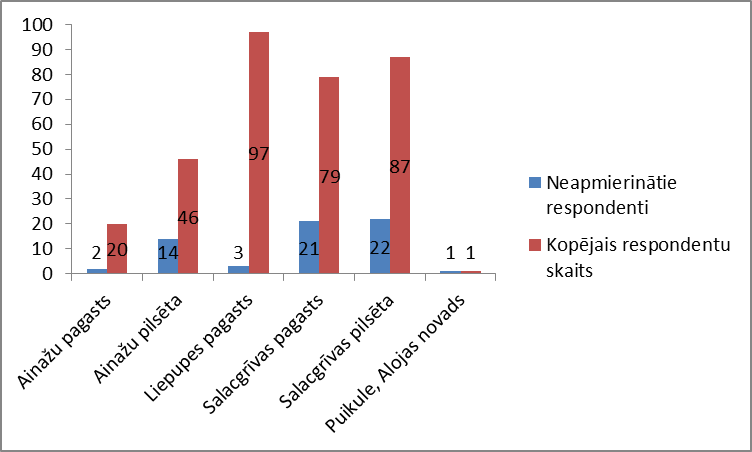 100
90
80
70
60
50
40
30
20
10
0
2
20
14
46
3
97
21
79
22
87
1
1
Ainažu pagasts
Ainažu pilsēta
Liepupes pagasts
Salacgrīvas pagasts
Salacgrīvas pilsēta
Puikule, Alojas novads
Neapmierinātie
respondenti
Kopējais respondentu
skaits